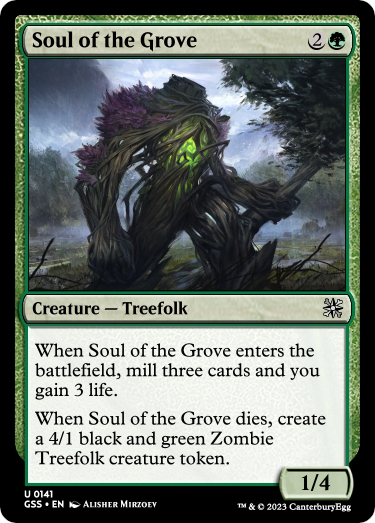 Soul of the Grove 2
Creature — Treefolk
When Soul of the Grove enters the
battlefield, mill three cards and you
gain 3 life.
When Soul of the Grove dies, create
a 4/1 black and green Zombie
Treefolk creature token.
1/4
U 0141
GSS • EN Alisher Mirzoev
™ & © 2023 CanterburyEgg